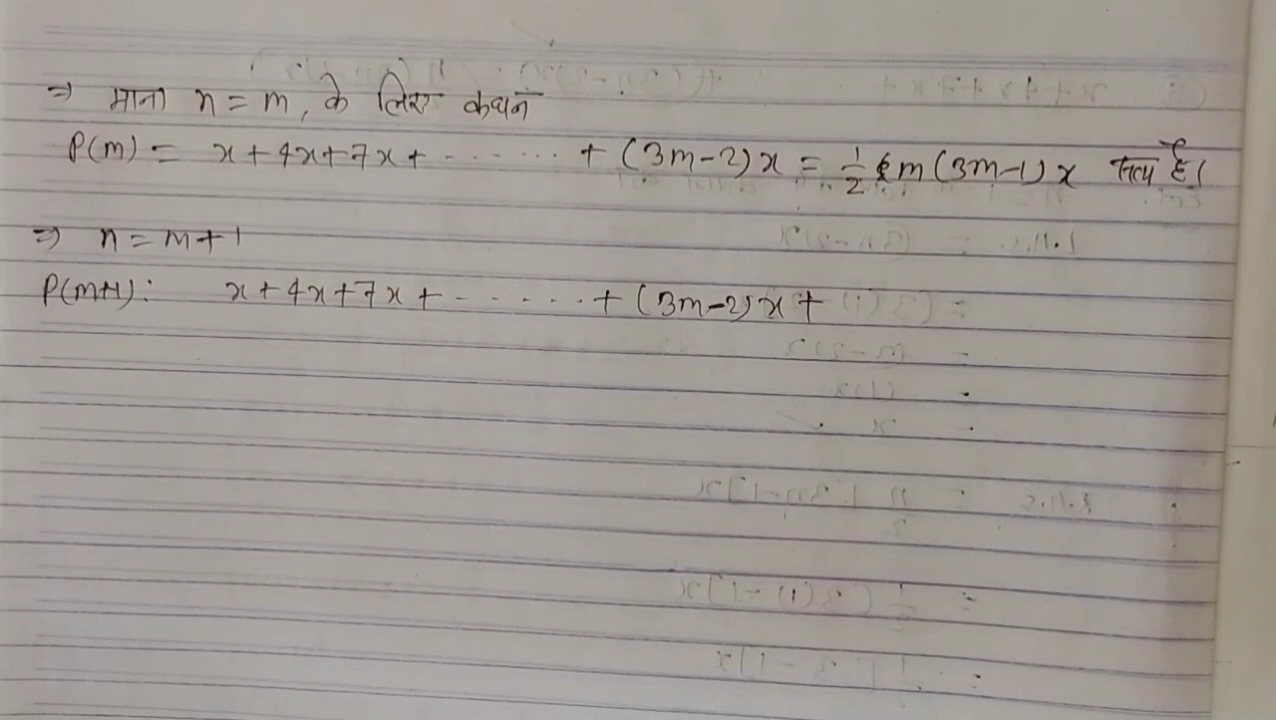 ⇒ माना n = m, के लिए कथन
P(m) = x + 4x + 7x + ------ + (3m-2)x = 1/2 m(3m-1)x सत्य है।
⇒ n = m+1
P(m+1): x + 4x + 7x + ------ + (3m-2)x +